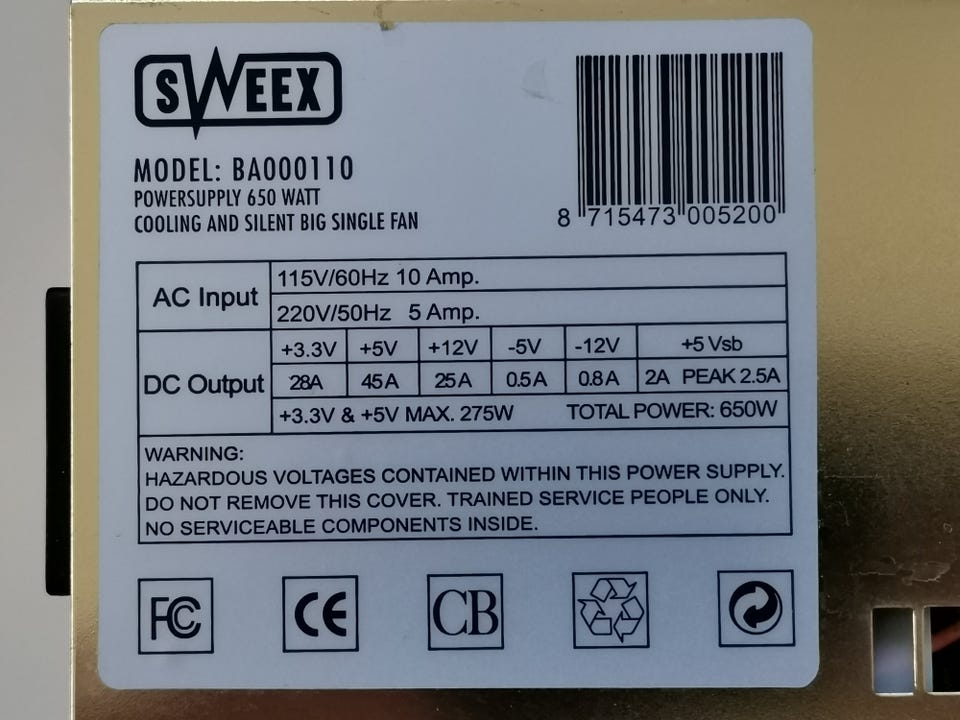 SWEEX
MODEL: BA000110
POWERSUPPLY 650 WATT
COOLING AND SILENT BIG SINGLE FAN
8 715473 005200
AC Input
115V/60Hz 10 Amp.
220V/50Hz 5 Amp.
DC Output
+3.3V +5V +12V -5V -12V +5 Vsb
28A 45A 25A 0.5A 0.8A 2A PEAK 2.5A
+3.3V & +5V MAX. 275W TOTAL POWER: 650W
WARNING:
HAZARDOUS VOLTAGES CONTAINED WITHIN THIS POWER SUPPLY.
DO NOT REMOVE THIS COVER. TRAINED SERVICE PEOPLE ONLY.
NO SERVICEABLE COMPONENTS INSIDE.
FC CE CB